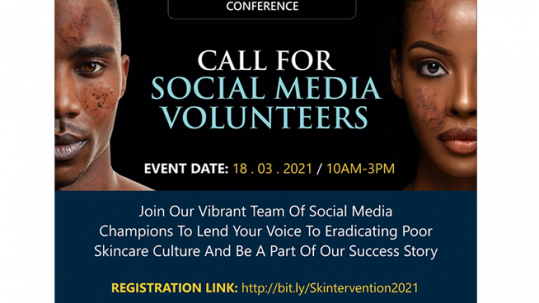 CONFERENCE
CALL FOR
SOCIAL MEDIA
VOLUNTEERS
EVENT DATE: 18 . 03 . 2021 / 10AM-3PM
Join Our Vibrant Team Of Social Media
Champions To Lend Your Voice To Eradicating Poor
Skincare Culture And Be A Part Of Our Success Story
REGISTRATION LINK: http://bit.ly/Skintervention2021